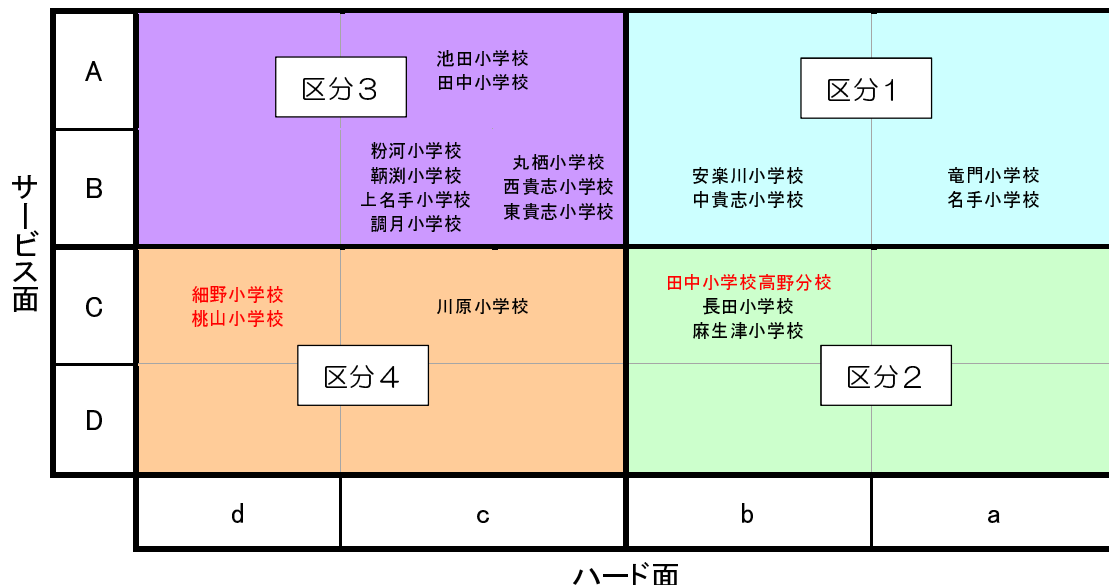 サービス面
A
池田小学校
田中小学校
区分3
区分1
B
粉河小学校
鞆渕小学校
上名手小学校
調月小学校
丸栖小学校
西貴志小学校
東貴志小学校
安楽川小学校
中貴志小学校
竜門小学校
名手小学校
C
細野小学校
桃山小学校
川原小学校
田中小学校高野分校
長田小学校
麻生津小学校
区分4
区分2
D
d
c
b
a
ハード面